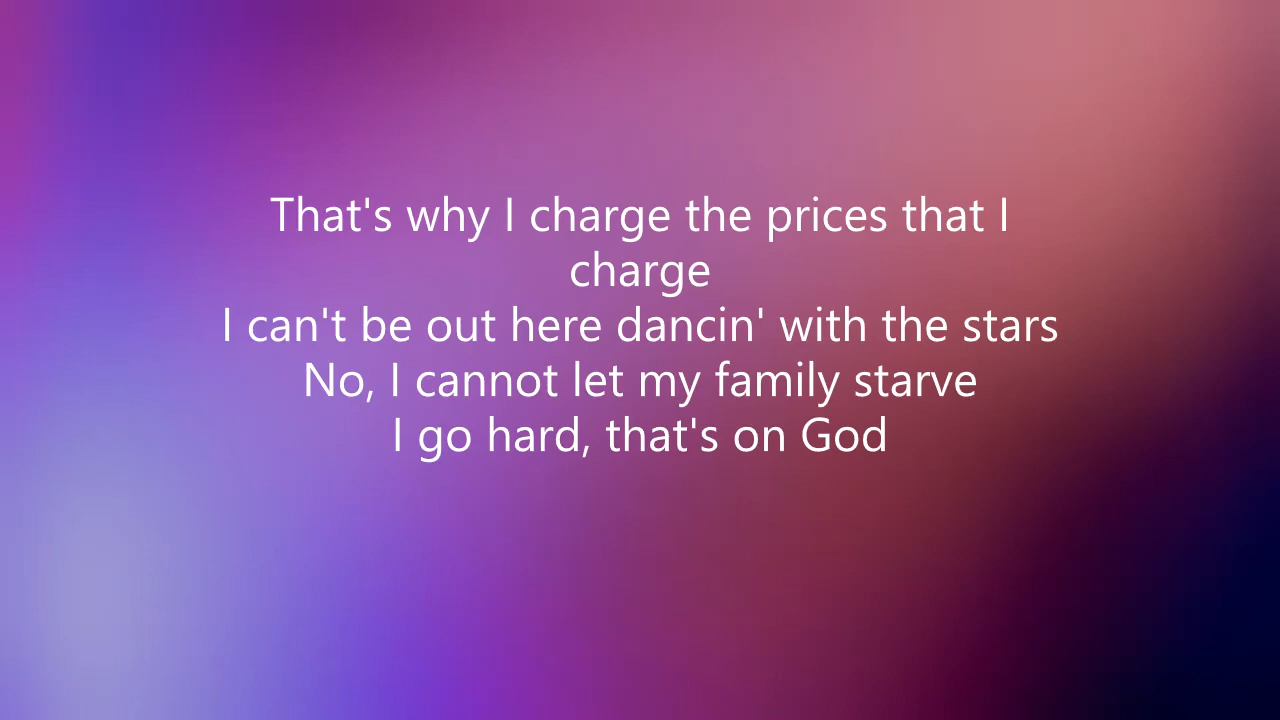 That's why I charge the prices that I
charge
I can't be out here dancin' with the stars
No, I cannot let my family starve
I go hard, that's on God